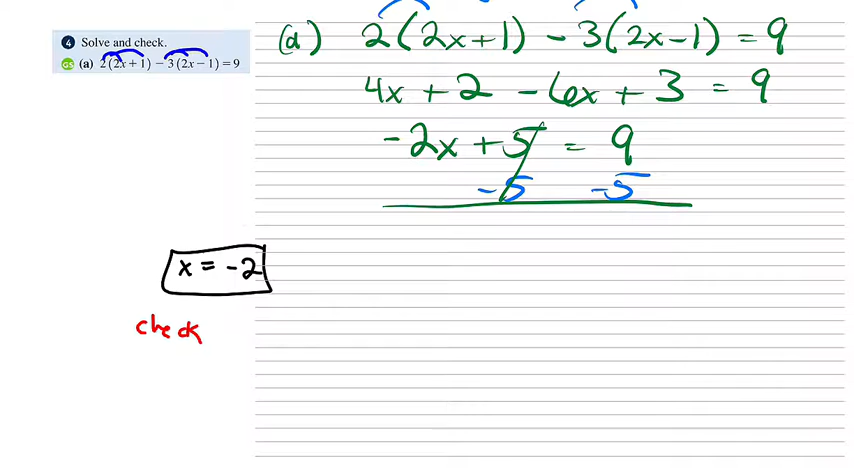 4 Solve and check.
GS (a) 2(2x + 1) − 3(2x − 1) = 9
(a) 2(2x+1) - 3(2x-1) = 9
4x + 2 - 6x + 3 = 9
-2x + 5 = 9
-5 -5
x = -2
check